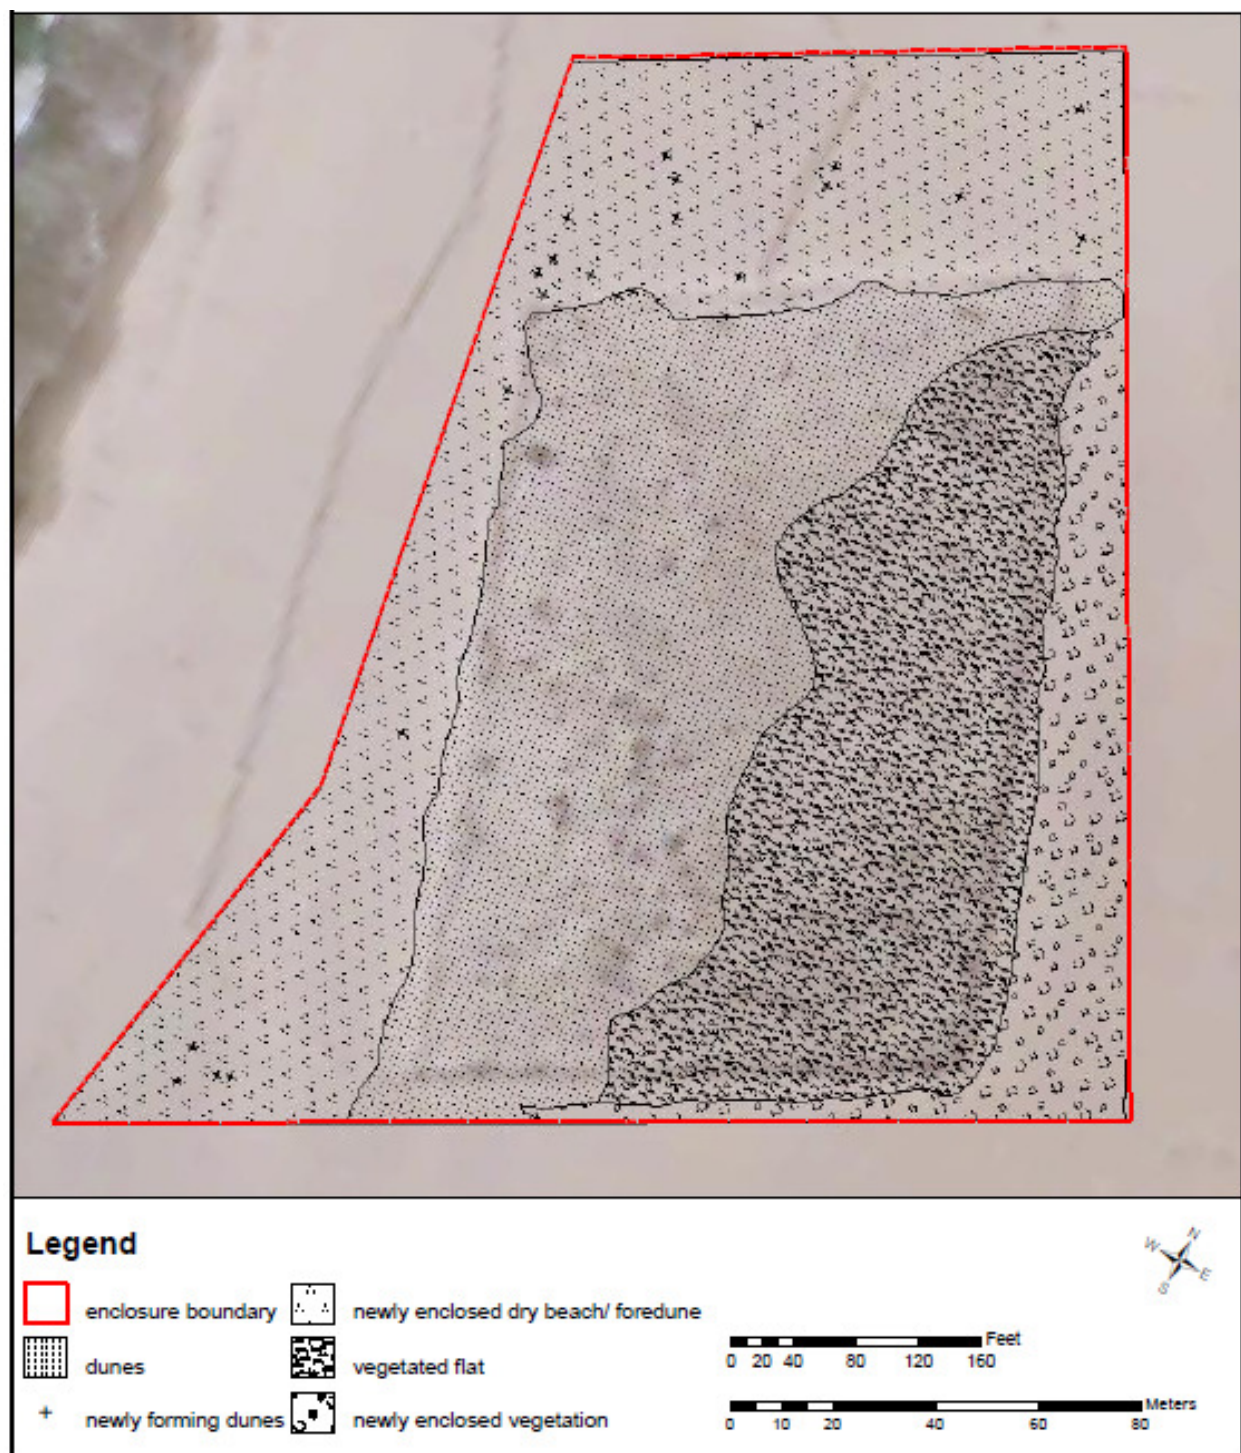 Legend
enclosure boundary
newly enclosed dry beach/ foredune
dunes
vegetated flat
newly forming dunes
newly enclosed vegetation
N
W
E
S
Feet
0 20 40 80 120 160
Meters
0 10 20 40 60 80